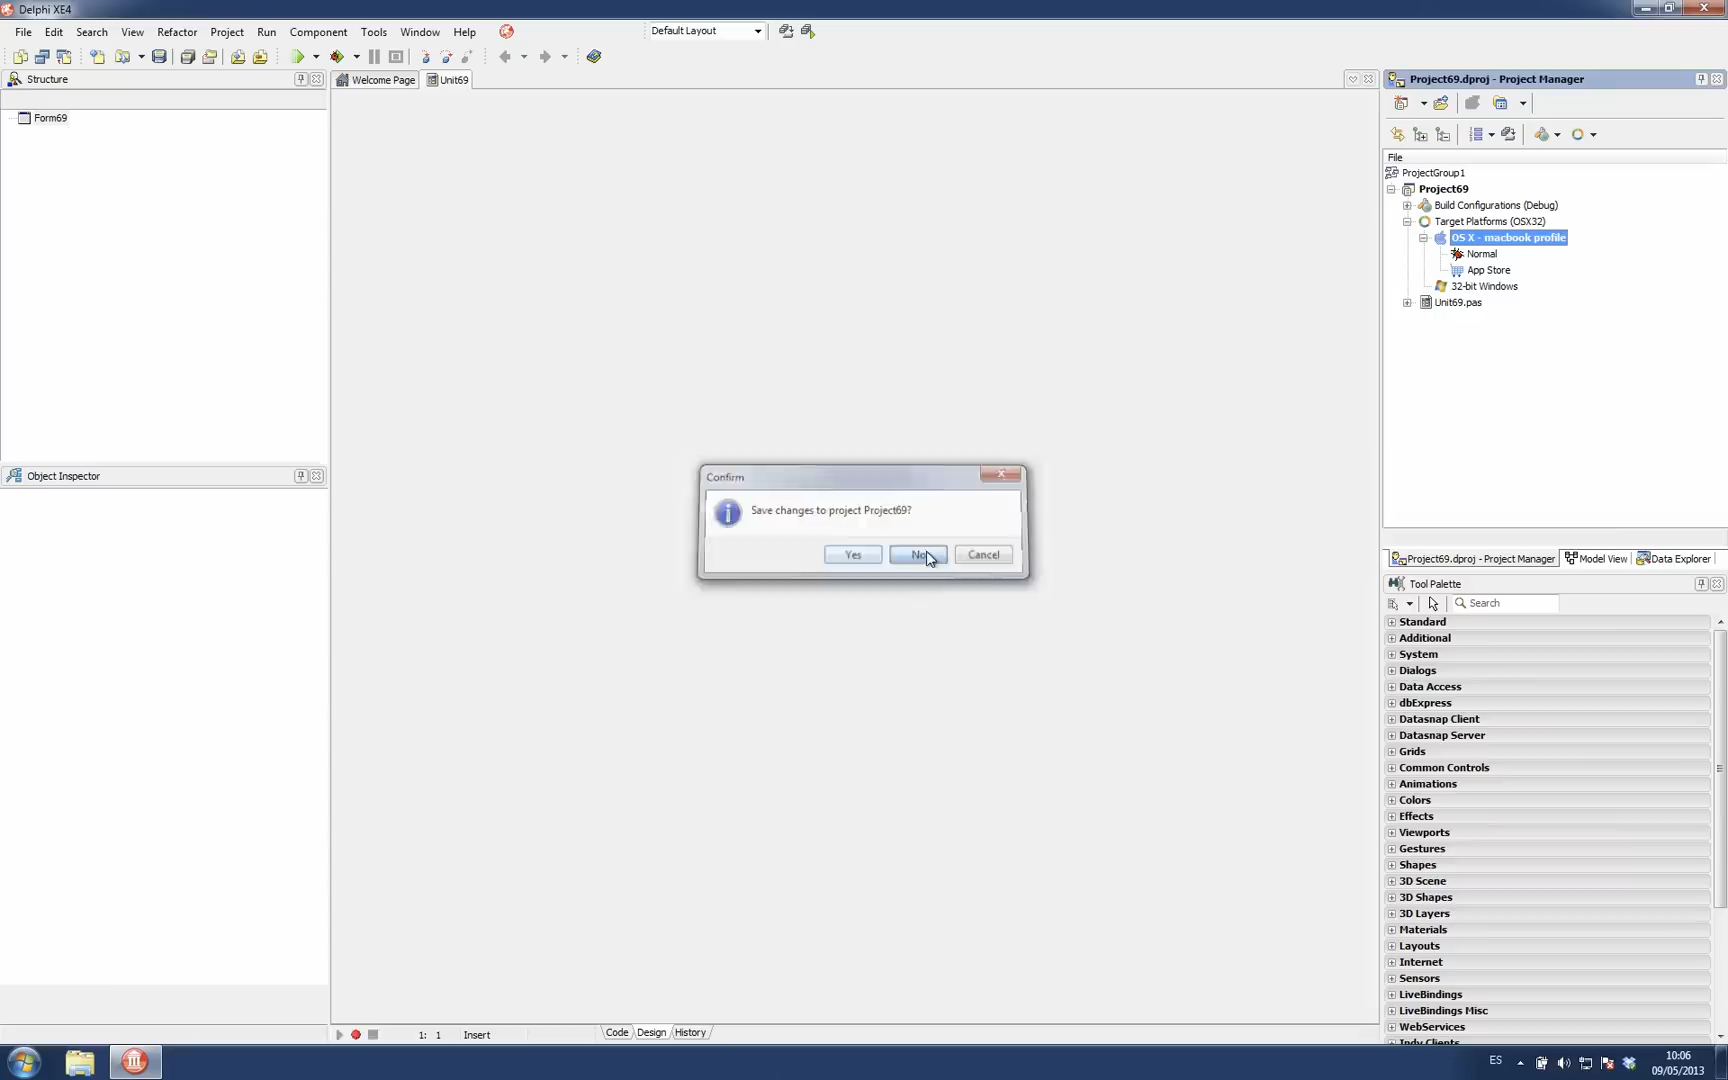 Delphi XE4
File Edit Search View Refactor Project Run Component Tools Window Help
Default Layout
Structure
Form69
Object Inspector
Welcome Page
Unit69
Confirm
Save changes to project Project69?
Yes
No
Cancel
1: 1 Insert
Code Design History
Project69.dproj - Project Manager
File
ProjectGroup1
Project69
Build Configurations (Debug)
Target Platforms (OSX32)
OS X - macbook profile
Normal
App Store
32-bit Windows
Unit69.pas
Project69.dproj - Project Manager Model View Data Explorer
Tool Palette
Search
Standard
Additional
System
Dialogs
Data Access
dbExpress
Datasnap Client
Datasnap Server
Grids
Common Controls
Animations
Colors
Effects
Viewports
Gestures
Shapes
3D Scene
3D Shapes
3D Layers
Materials
Layouts
Internet
Sensors
LiveBindings
LiveBindings Misc
WebServices
Indy Clients
ES
10:06
09/05/2013